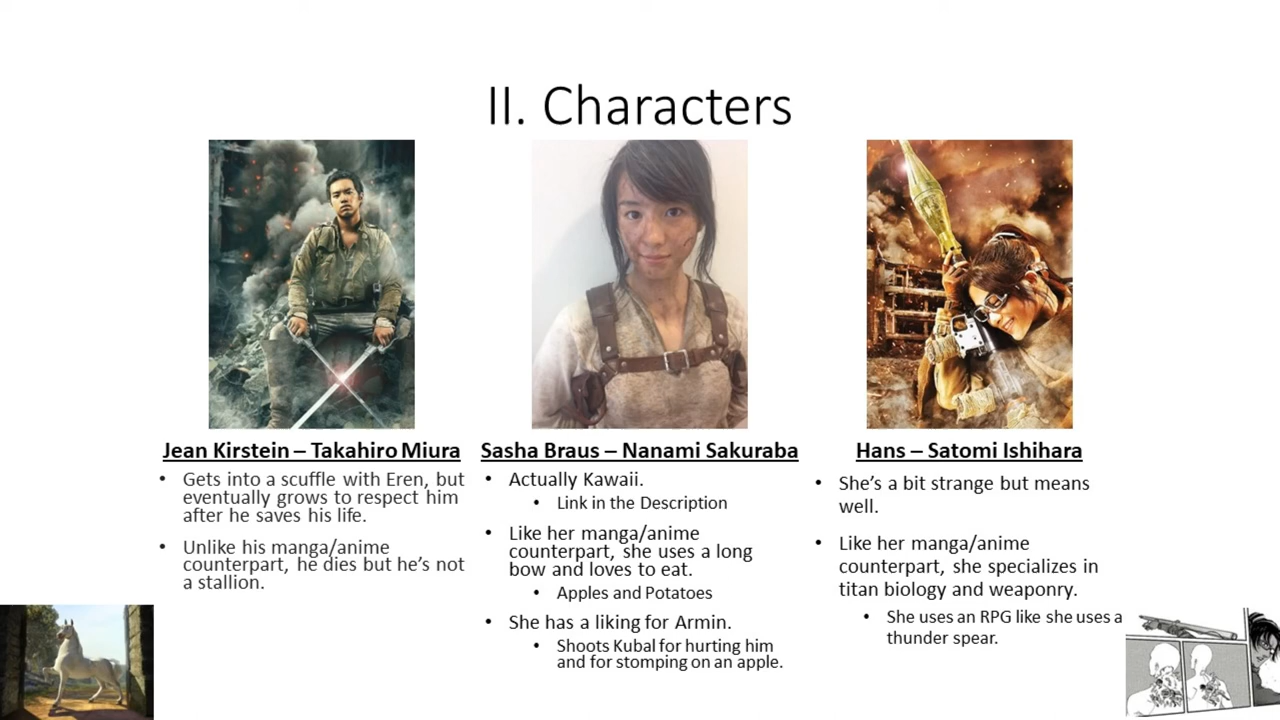 II. Characters
Jean Kirstein – Takahiro Miura
• Gets into a scuffle with Eren, but
eventually grows to respect him
after he saves his life.
• Unlike his manga/anime
counterpart, he dies but he’s not
a stallion.
Sasha Braus – Nanami Sakuraba
• Actually Kawaii.
• Link in the Description
• Like her manga/anime
counterpart, she uses a long
bow and loves to eat.
• Apples and Potatoes
• She has a liking for Armin.
• Shoots Kubal for hurting him
and for stomping on an apple.
Hans – Satomi Ishihara
• She’s a bit strange but means
well.
• Like her manga/anime
counterpart, she specializes in
titan biology and weaponry.
• She uses an RPG like she uses a
thunder spear.